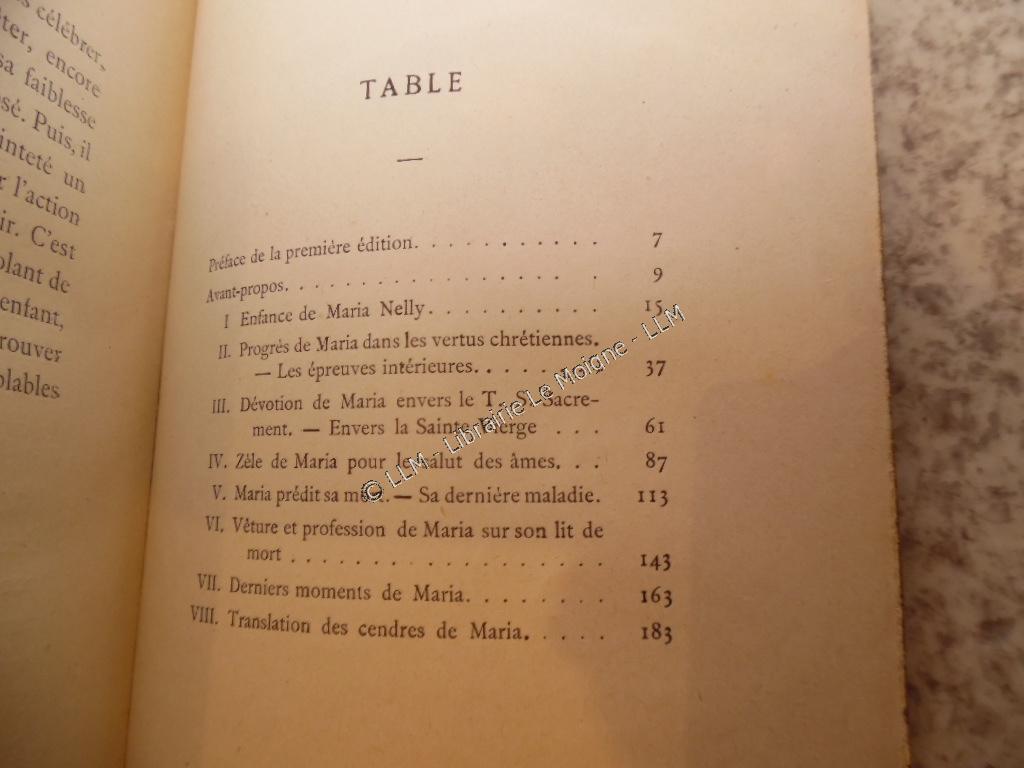 s célébrer,
ter, encore
sa faiblesse
sé. Puis, il
inteté un
r l'action
ir. C'est
olant de
enfant,
rouver
blables
TABLE
Préface de la première édition. . . . . . . . . . . 7
Avant-propos. . . . . . . . . . . . . . . . 9
I Enfance de Maria Nelly. . . . . . . . . . 15
II. Progrès de Maria dans les vertus chrétiennes.
— Les épreuves intérieures. . . . . . . . 37
III. Dévotion de Maria envers le T. S. Sacre-
ment. — Envers la Sainte Vierge . . . 61
IV. Zèle de Maria pour le salut des âmes. . . 87
V. Maria prédit sa mort. — Sa dernière maladie. 113
VI. Vêture et profession de Maria sur son lit de
mort . . . . . . . . . . . . . . . . . . 143
VII. Derniers moments de Maria. . . . . . . . 163
VIII. Translation des cendres de Maria. . . . . 183
© LLM - Librairie Le Moigne - LLM